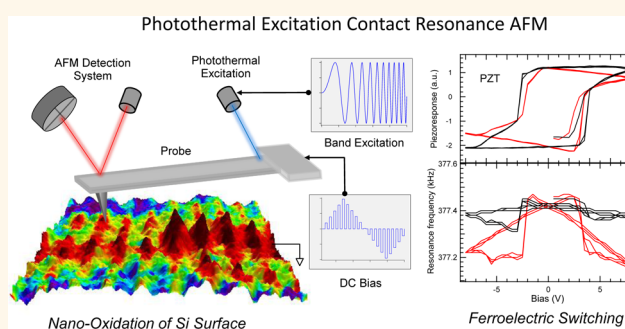 Photothermal Excitation Contact Resonance AFM
AFM Detection
System
Photothermal
Excitation
Band Excitation
Probe
DC Bias
Nano-Oxidation of Si Surface
PZT
Piezoresponse (a.u.)
1
0
-1
-2
Resonance frequency (kHz)
377.6
377.4
377.2
-5
0
5
Bias (V)
Ferroelectric Switching